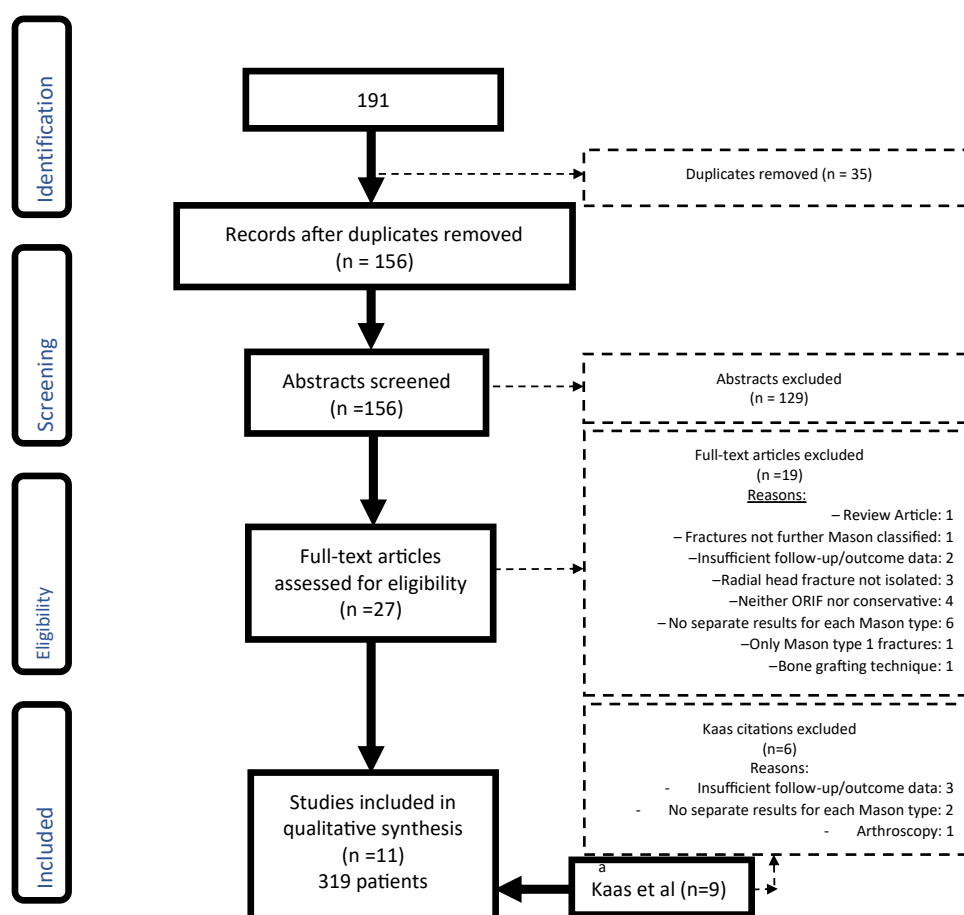 Identification
191
Duplicates removed (n = 35)
Records after duplicates removed
(n = 156)
Screening
Abstracts screened
(n =156)
Abstracts excluded
(n = 129)
Eligibility
Full-text articles
assessed for eligibility
(n =27)
Full-text articles excluded
(n =19)
Reasons:
– Review Article: 1
– Fractures not further Mason classified: 1
–Insufficient follow-up/outcome data: 2
–Radial head fracture not isolated: 3
–Neither ORIF nor conservative: 4
– No separate results for each Mason type: 6
–Only Mason type 1 fractures: 1
–Bone grafting technique: 1
Included
Studies included in
qualitative synthesis
(n =11)
319 patients
Kaas citations excluded
(n=6)
Reasons:
- Insufficient follow-up/outcome data: 3
- No separate results for each Mason type: 2
- Arthroscopy: 1
a
Kaas et al (n=9)